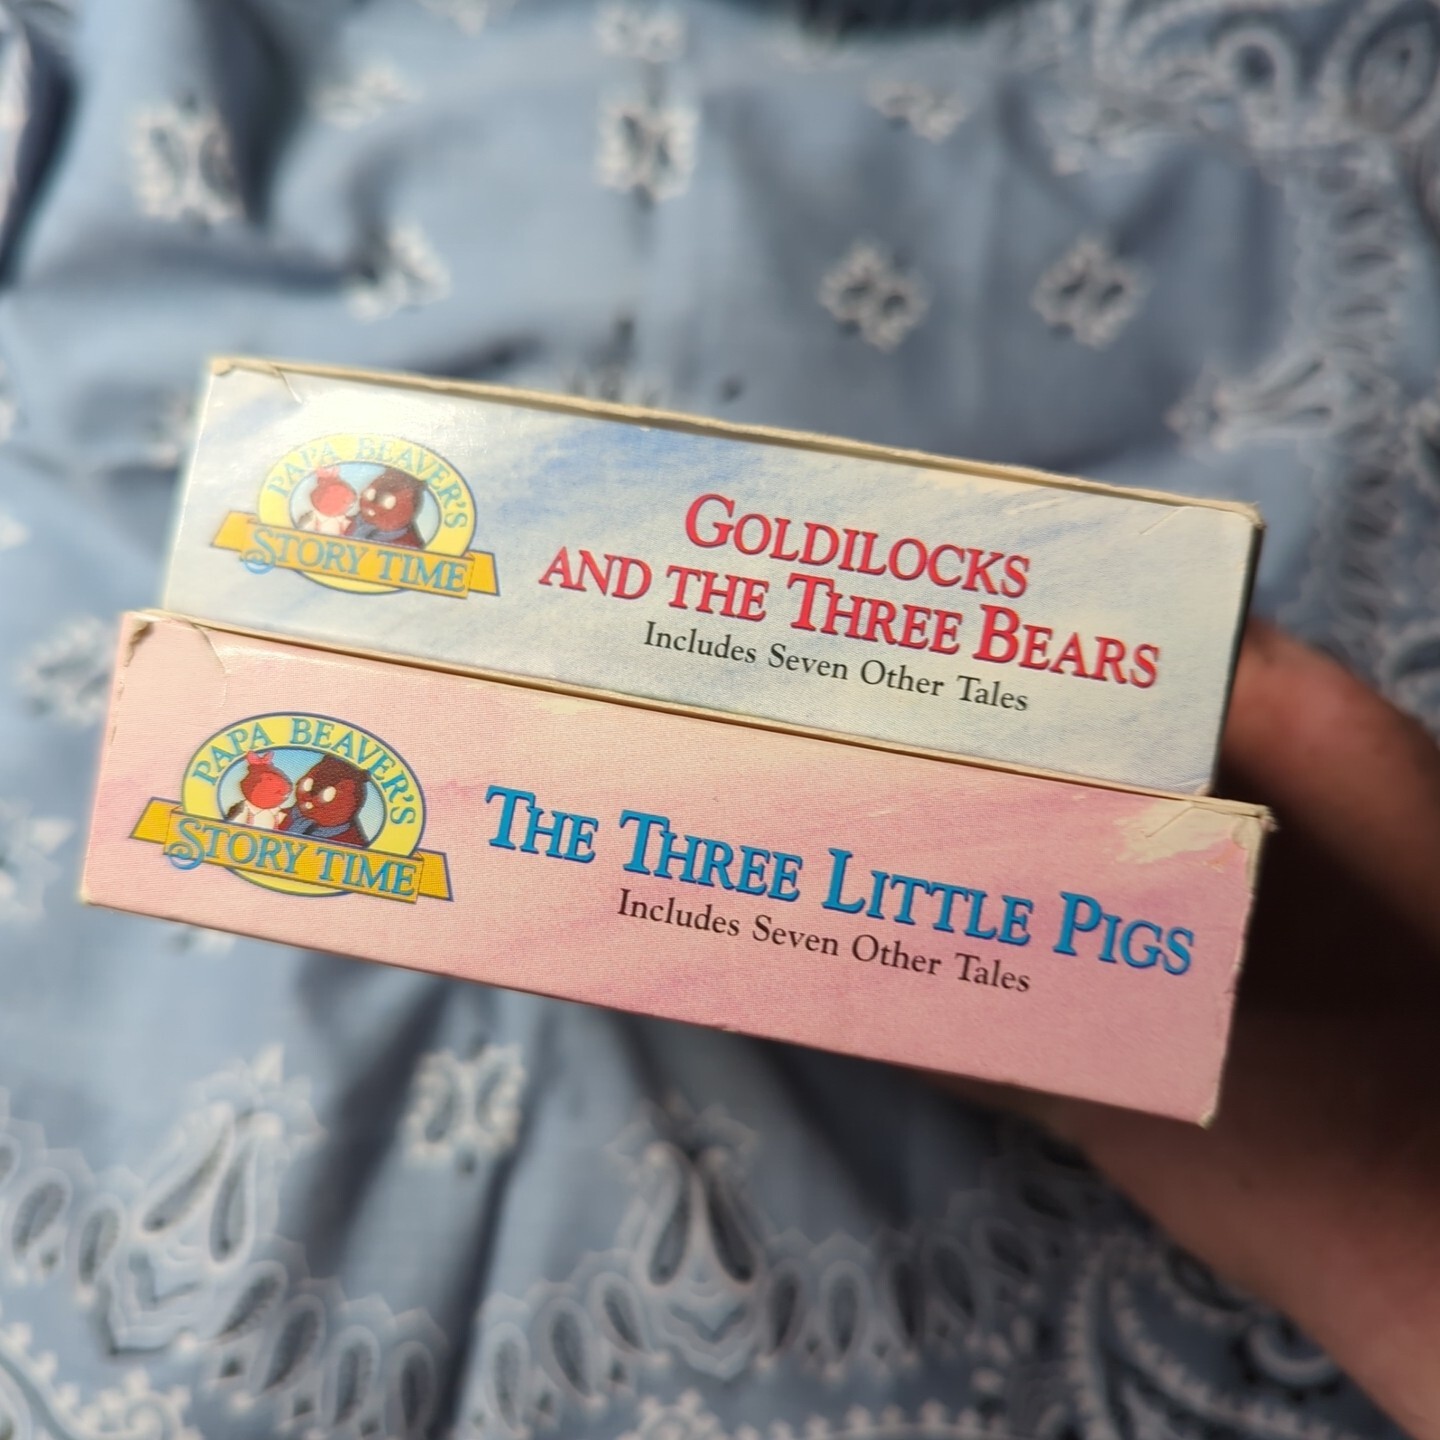 PAPA BEAVER'S
STORY TIME
GOLDILOCKS
AND THE THREE BEARS
Includes Seven Other Tales
PAPA BEAVER'S
STORY TIME
THE THREE LITTLE PIGS
Includes Seven Other Tales